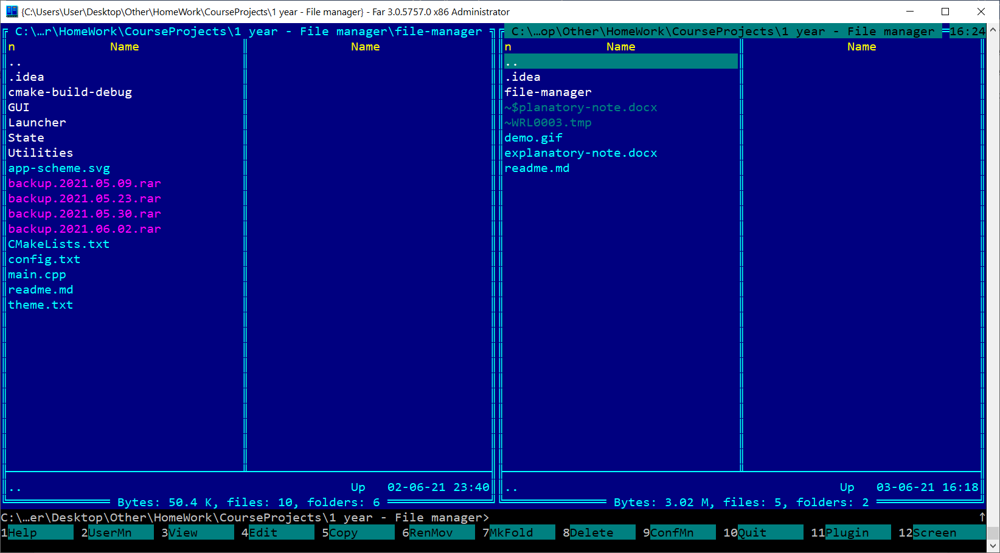 {C:\Users\User\Desktop\Other\HomeWork\CourseProjects\1 year - File manager} - Far 3.0.5757.0 x86 Administrator
C:\…r\HomeWork\CourseProjects\1 year - File manager\file-manager
n Name Name
..
.idea
cmake-build-debug
GUI
Launcher
State
Utilities
app-scheme.svg
backup.2021.05.09.rar
backup.2021.05.23.rar
backup.2021.05.30.rar
backup.2021.06.02.rar
CMakeLists.txt
config.txt
main.cpp
readme.md
theme.txt
.. Up 02-06-21 23:40
Bytes: 50.4 K, files: 10, folders: 6
C:\…op\Other\HomeWork\CourseProjects\1 year - File manager 16:24
n Name Name
..
.idea
file-manager
~$planatory-note.docx
~WRL0003.tmp
demo.gif
explanatory-note.docx
readme.md
.. Up 03-06-21 16:18
Bytes: 3.02 M, files: 5, folders: 2
C:\…er\Desktop\Other\HomeWork\CourseProjects\1 year - File manager> ↑
1Help 2UserMn 3View 4Edit 5Copy 6RenMov 7MkFold 8Delete 9ConfMn 10Quit 11Plugin 12Screen